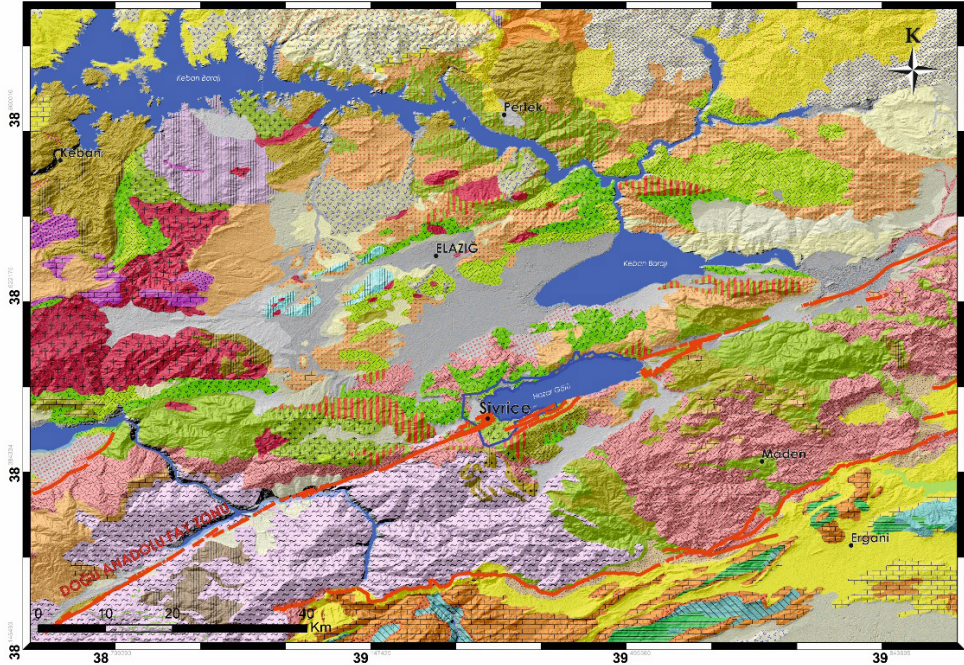 K
Keban Barajı
Pertek
Keban
ELAZIĞ
Keban Barajı
Hazar Gölü
Sivrice
Maden
DOĞU ANADOLU FAY ZONU
Ergani
0 10 20 40
Km
38
38
38
38
38 39 39 39